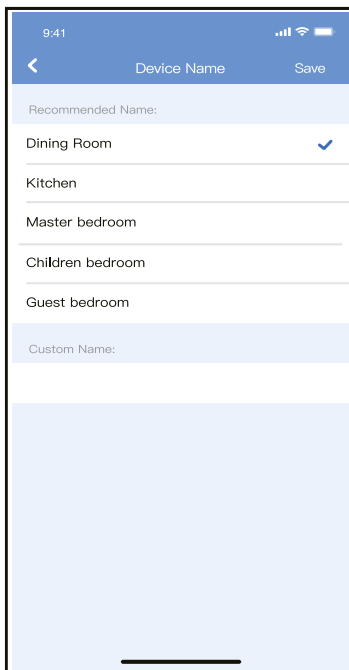 9:41
Device Name Save
Recommended Name:
Dining Room
Kitchen
Master bedroom
Children bedroom
Guest bedroom
Custom Name: